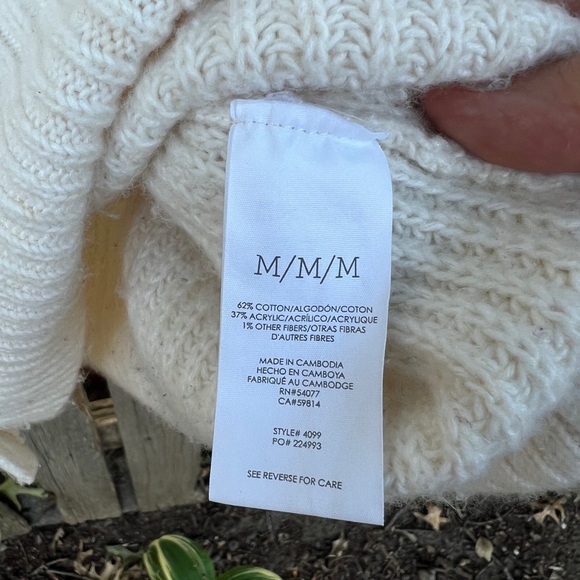 M/M/M
62% COTTON/ALGODÓN/COTON
37% ACRYLIC/ACRÍLICO/ACRYLIQUE
1% OTHER FIBERS/OTRAS FIBRAS
D'AUTRES FIBRES
MADE IN CAMBODIA
HECHO EN CAMBOYA
FABRIQUÉ AU CAMBODGE
RN#54077
CA#59814
STYLE# 4099
PO# 224993
SEE REVERSE FOR CARE